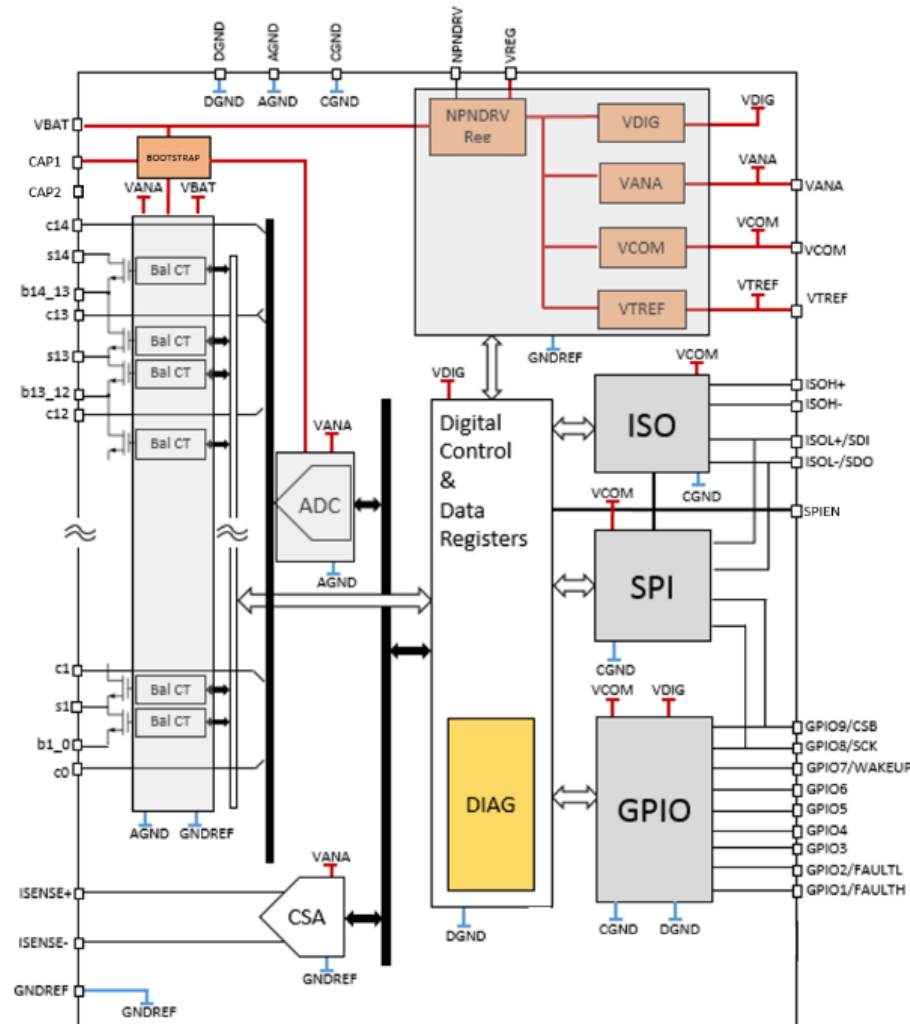 DGND
AGND
CGND
NPNDRV
VREG
DGND
AGND
CGND
VBAT
CAP1
CAP2
BOOTSTRAP
VANA
VBAT
NPNDRV
Reg
VDIG
VDIG
VANA
VANA
VANA
VCOM
VCOM
VCOM
VTREF
VTREF
VTREF
GNDREF
c14
s14
b14_13
c13
s13
b13_12
c12
Bal CT
Bal CT
Bal CT
Bal CT
VANA
ADC
AGND
VDIG
Digital
Control
&
Data
Registers
DIAG
DGND
VCOM
ISO
CGND
ISOH+
ISOH-
ISOL+/SDI
ISOL-/SDO
SPIEN
VCOM
SPI
CGND
c1
s1
b1_0
c0
Bal CT
Bal CT
AGND
GNDREF
VCOM
VDIG
GPIO
CGND
DGND
GPIO9/CSB
GPIO8/SCK
GPIO7/WAKEUP
GPIO6
GPIO5
GPIO4
GPIO3
GPIO2/FAULTL
GPIO1/FAULTH
VANA
ISENSE+
CSA
ISENSE-
GNDREF
GNDREF
GNDREF